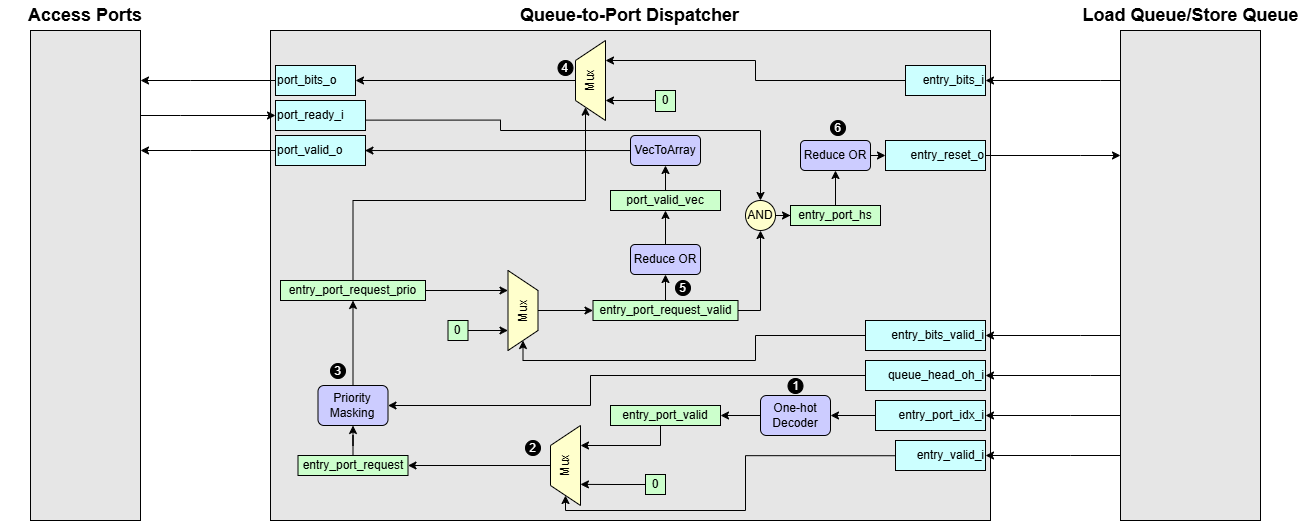 Access Ports
Queue-to-Port Dispatcher
Load Queue/Store Queue
port_bits_o
4
Mux
0
entry_bits_i
port_ready_i
port_valid_o
VecToArray
6
Reduce OR
entry_reset_o
port_valid_vec
AND
entry_port_hs
Reduce OR
5
entry_port_request_prio
Mux
0
entry_port_request_valid
entry_bits_valid_i
3
Priority
Masking
queue_head_oh_i
1
One-hot
Decoder
entry_port_valid
entry_port_idx_i
2
Mux
0
entry_port_request
entry_valid_i